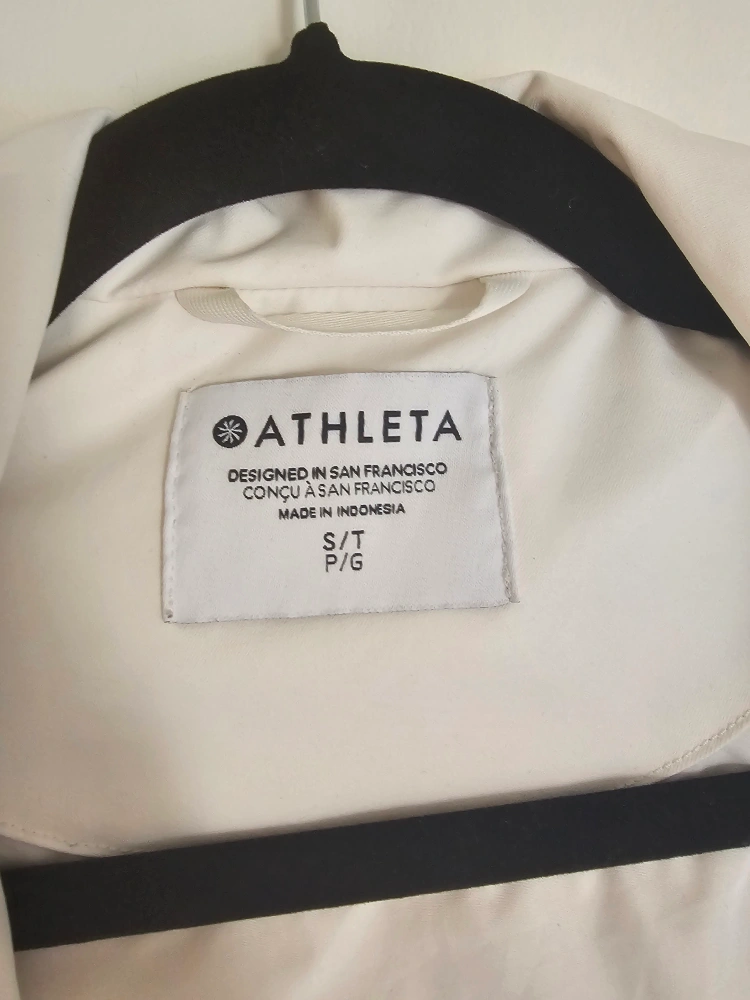 ATHLETA
DESIGNED IN SAN FRANCISCO
CONÇU À SAN FRANCISCO
MADE IN INDONESIA
S/T
P/G